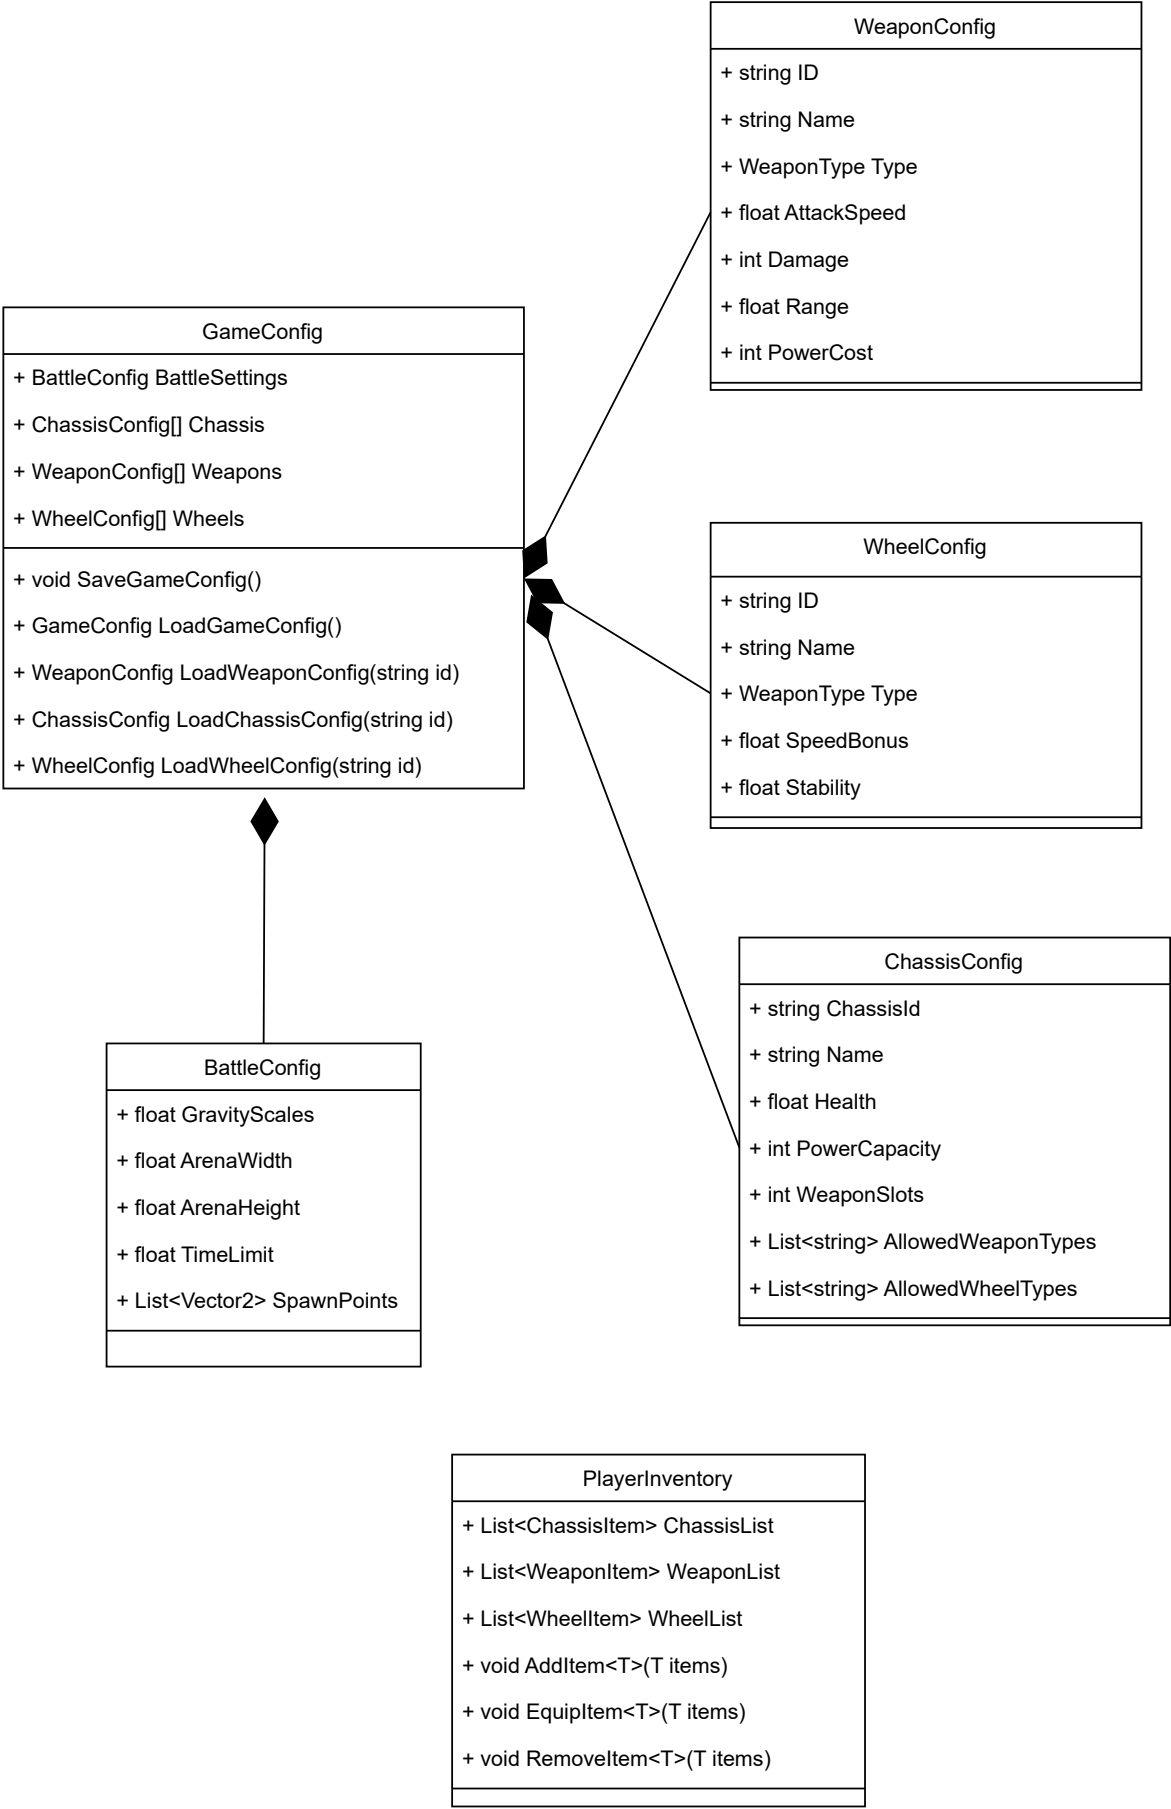 WeaponConfig
+ string ID
+ string Name
+ WeaponType Type
+ float AttackSpeed
+ int Damage
+ float Range
+ int PowerCost
GameConfig
+ BattleConfig BattleSettings
+ ChassisConfig[] Chassis
+ WeaponConfig[] Weapons
+ WheelConfig[] Wheels
+ void SaveGameConfig()
+ GameConfig LoadGameConfig()
+ WeaponConfig LoadWeaponConfig(string id)
+ ChassisConfig LoadChassisConfig(string id)
+ WheelConfig LoadWheelConfig(string id)
WheelConfig
+ string ID
+ string Name
+ WeaponType Type
+ float SpeedBonus
+ float Stability
ChassisConfig
+ string ChassisId
+ string Name
+ float Health
+ int PowerCapacity
+ int WeaponSlots
+ List<string> AllowedWeaponTypes
+ List<string> AllowedWheelTypes
BattleConfig
+ float GravityScales
+ float ArenaWidth
+ float ArenaHeight
+ float TimeLimit
+ List<Vector2> SpawnPoints
PlayerInventory
+ List<ChassisItem> ChassisList
+ List<WeaponItem> WeaponList
+ List<WheelItem> WheelList
+ void AddItem<T>(T items)
+ void EquipItem<T>(T items)
+ void RemoveItem<T>(T items)